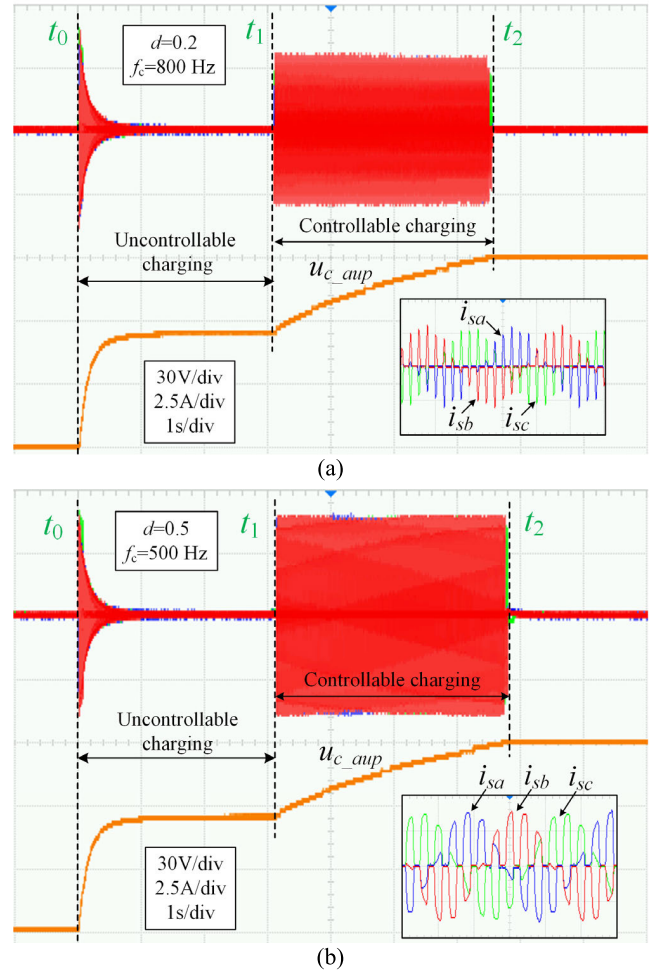 t0
t1
t2
d=0.2
fc=800 Hz
Uncontrollable
charging
Controllable charging
uc_aup
30V/div
2.5A/div
1s/div
isa
isb
isc
(a)
t0
t1
t2
d=0.5
fc=500 Hz
Controllable charging
Uncontrollable
charging
uc_aup
30V/div
2.5A/div
1s/div
isa
isb
isc
(b)